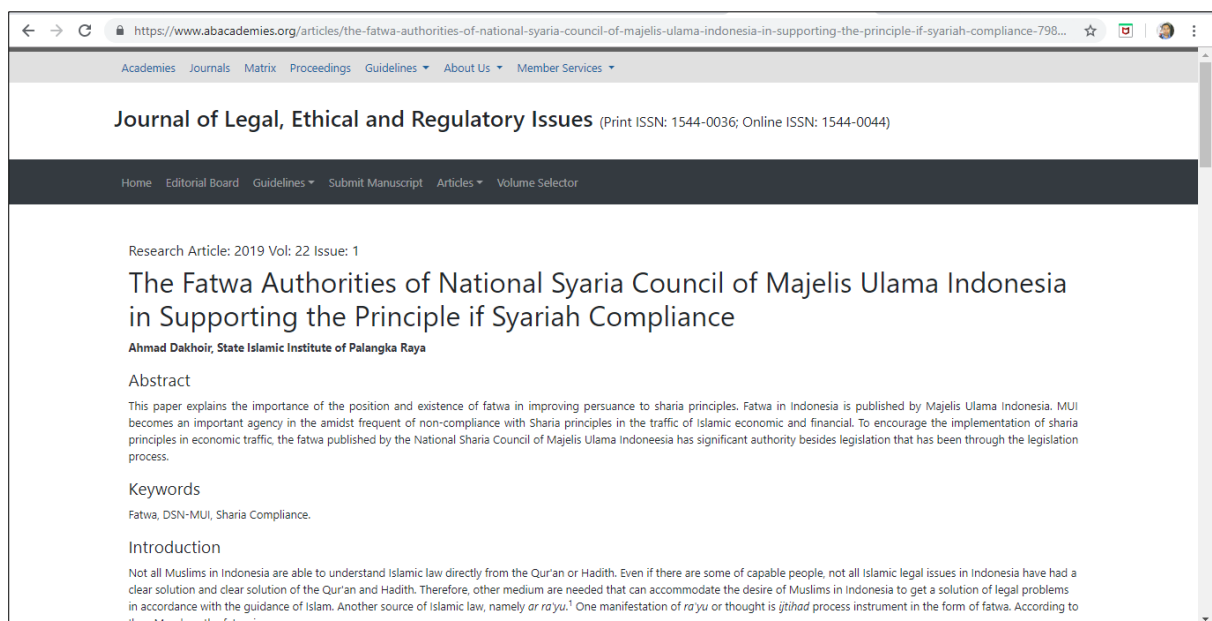 https://www.abacademies.org/articles/the-fatwa-authorities-of-national-syaria-council-of-majelis-ulama-indonesia-in-supporting-the-principle-if-syariah-compliance-798...
Academies Journals Matrix Proceedings Guidelines About Us Member Services
Journal of Legal, Ethical and Regulatory Issues (Print ISSN: 1544-0036; Online ISSN: 1544-0044)
Home Editorial Board Guidelines Submit Manuscript Articles Volume Selector
Research Article: 2019 Vol: 22 Issue: 1
The Fatwa Authorities of National Syaria Council of Majelis Ulama Indonesia
in Supporting the Principle if Syariah Compliance
Ahmad Dakhoir, State Islamic Institute of Palangka Raya
Abstract
This paper explains the importance of the position and existence of fatwa in improving persuance to sharia principles. Fatwa in Indonesia is published by Majelis Ulama Indonesia. MUI
becomes an important agency in the amidst frequent of non-compliance with Sharia principles in the traffic of Islamic economic and financial. To encourage the implementation of sharia
principles in economic traffic, the fatwa published by the National Sharia Council of Majelis Ulama Indoneesia has significant authority besides legislation that has been through the legislation
process.
Keywords
Fatwa, DSN-MUI, Sharia Compliance.
Introduction
Not all Muslims in Indonesia are able to understand Islamic law directly from the Qur'an or Hadith. Even if there are some of capable people, not all Islamic legal issues in Indonesia have had a
clear solution and clear solution of the Qur'an and Hadith. Therefore, other medium are needed that can accommodate the desire of Muslims in Indonesia to get a solution of legal problems
in accordance with the guidance of Islam. Another source of Islamic law, namely ar ra'yu.1 One manifestation of ra'yu or thought is ijtihad process instrument in the form of fatwa. According to